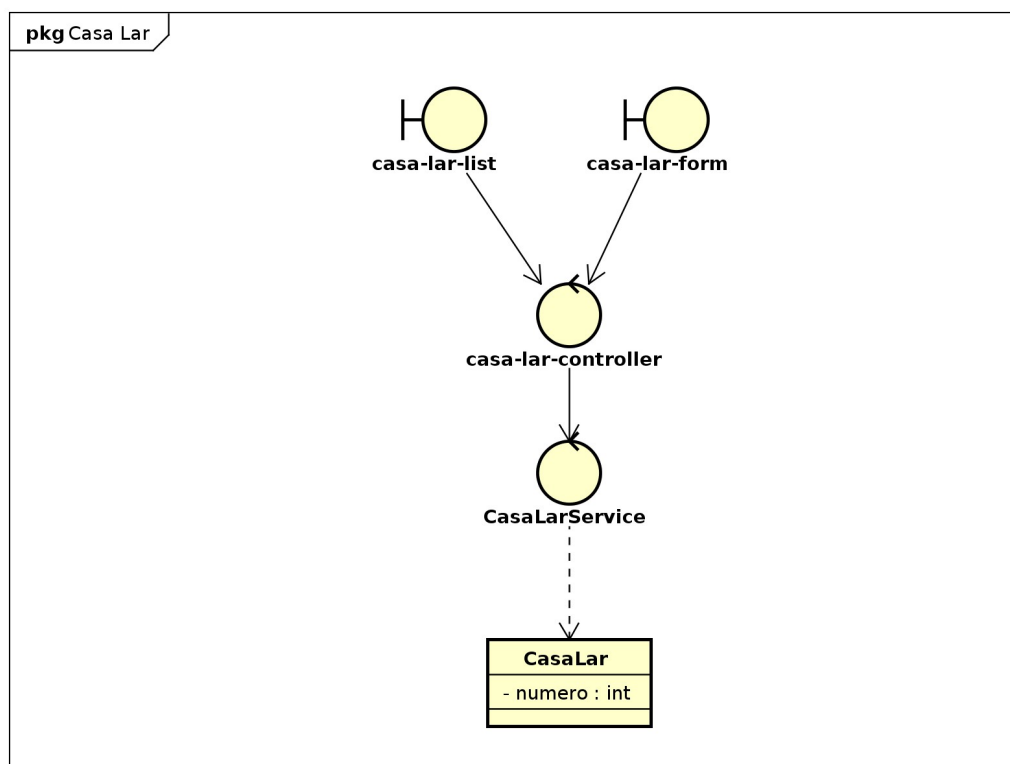 pkg Casa Lar
casa-lar-list
casa-lar-form
casa-lar-controller
CasaLarService
CasaLar
- numero : int